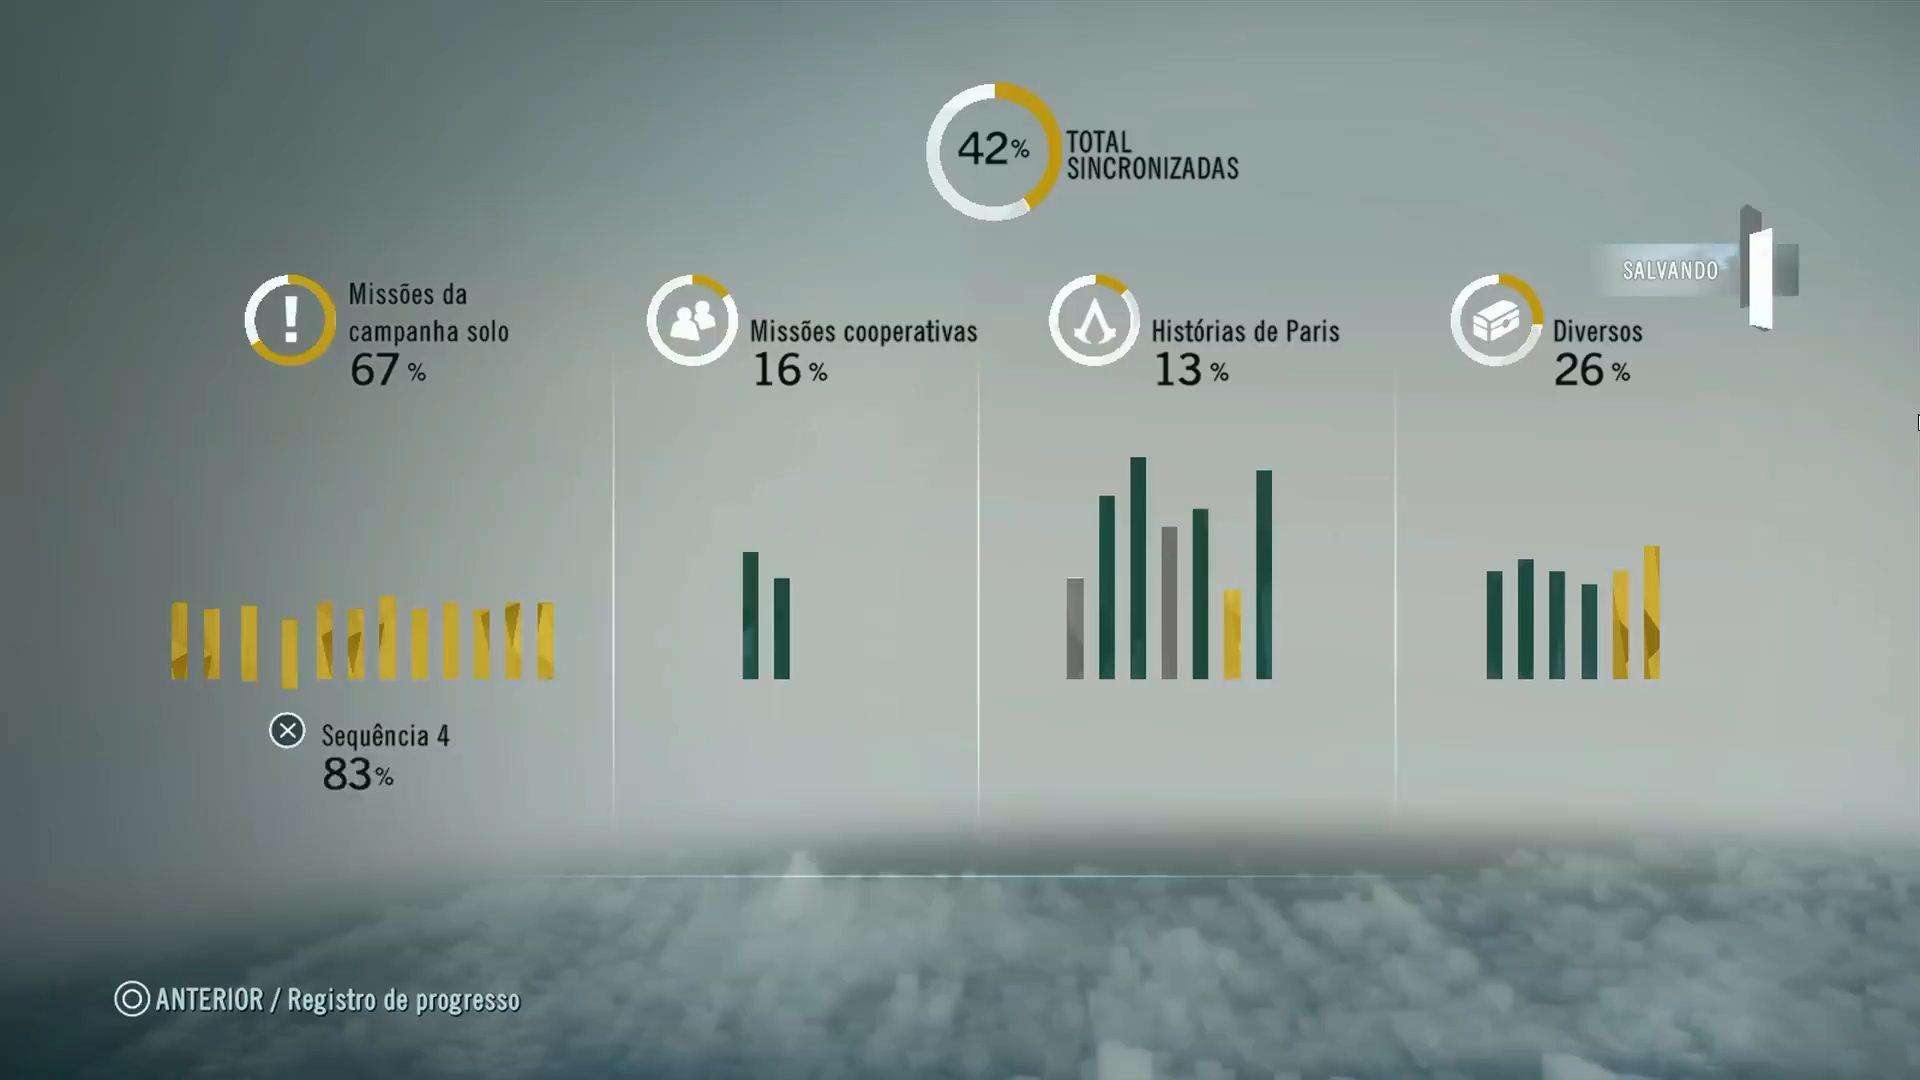 42%
TOTAL
SINCRONIZADAS
SALVANDO
Missões da
campanha solo
67 %
Missões cooperativas
16 %
Histórias de Paris
13 %
Diversos
26 %
Sequência 4
83%
ANTERIOR / Registro de progresso